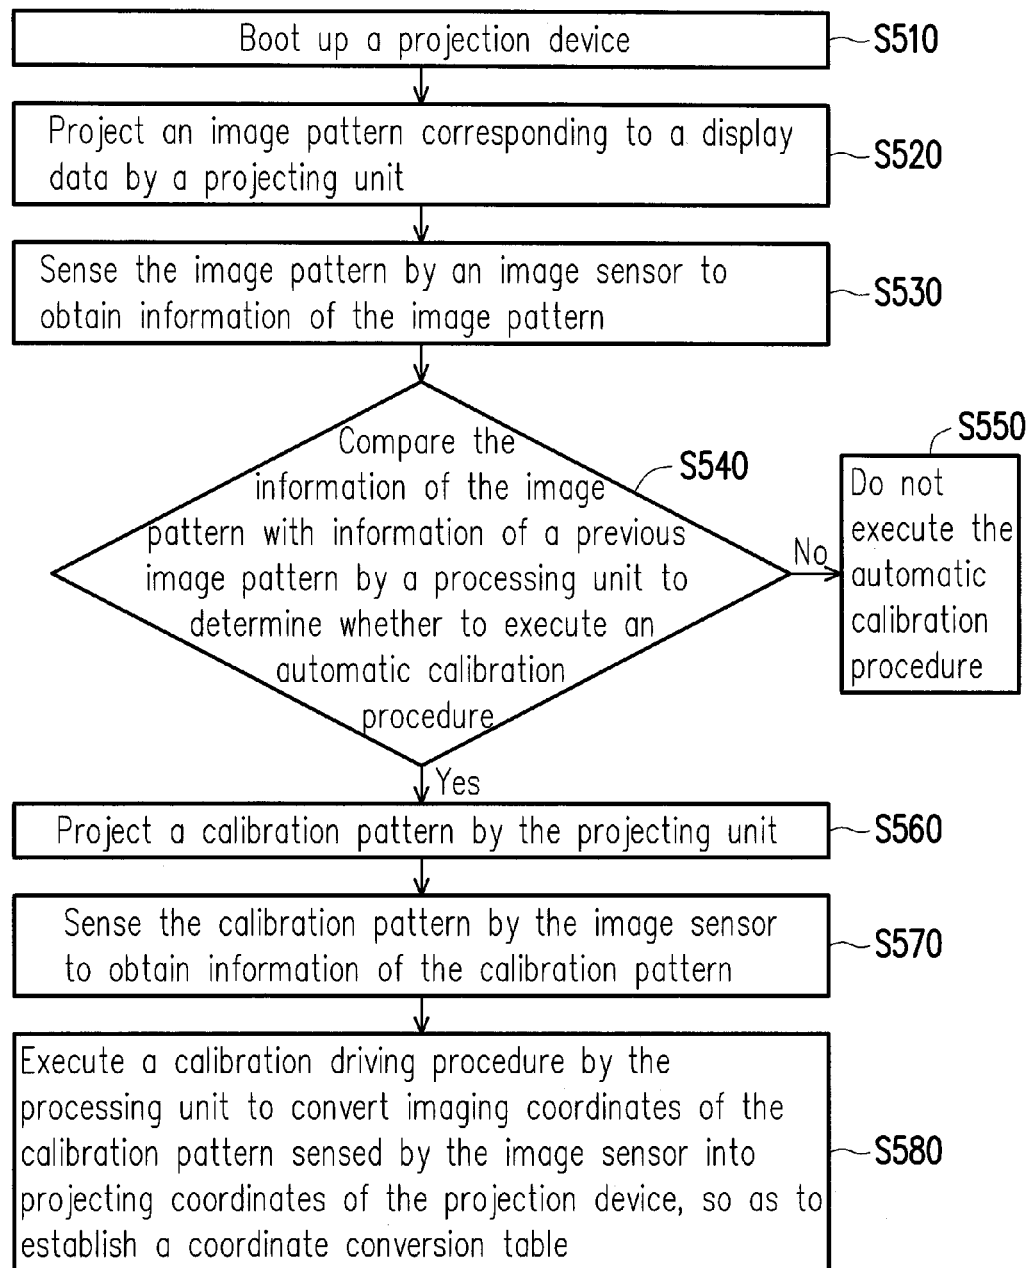 Boot up a projection device
S510
Project an image pattern corresponding to a display
data by a projecting unit
S520
Sense the image pattern by an image sensor to
obtain information of the image pattern
S530
Compare the
information of the image
pattern with information of a previous
image pattern by a processing unit to
determine whether to execute an
automatic calibration
procedure
S540
No
S550
Do not
execute the
automatic
calibration
procedure
Yes
Project a calibration pattern by the projecting unit
S560
Sense the calibration pattern by the image sensor
to obtain information of the calibration pattern
S570
Execute a calibration driving procedure by the
processing unit to convert imaging coordinates of the
calibration pattern sensed by the image sensor into
projecting coordinates of the projection device, so as to
establish a coordinate conversion table
S580